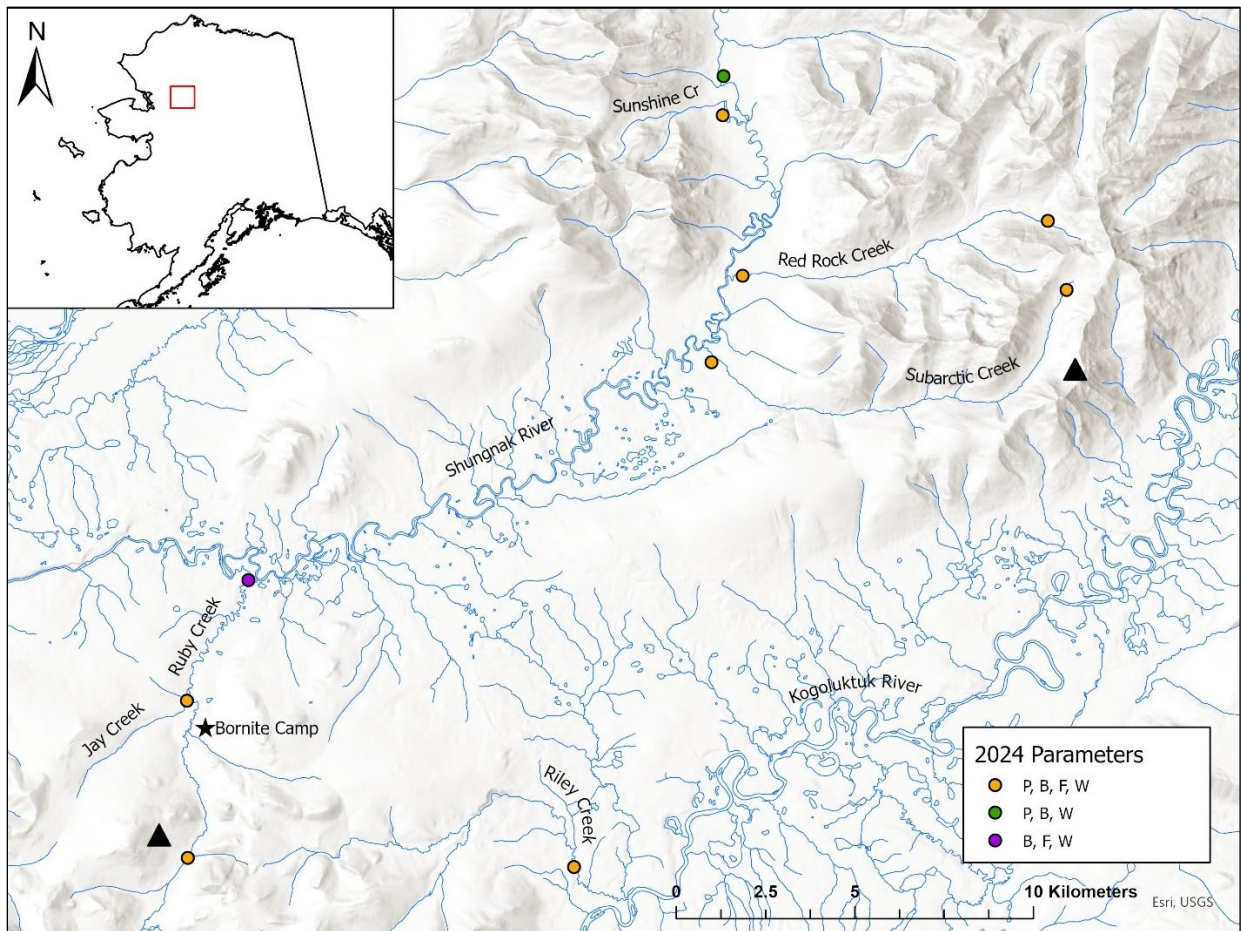 N
Sunshine Cr
Red Rock Creek
Subarctic Creek
Shungnak River
Ruby Creek
Kogoluktuk River
Jay Creek
Bornite Camp
Riley Creek
2024 Parameters
P, B, F, W
P, B, W
B, F, W
0 2.5 5 10 Kilometers
Esri, USGS